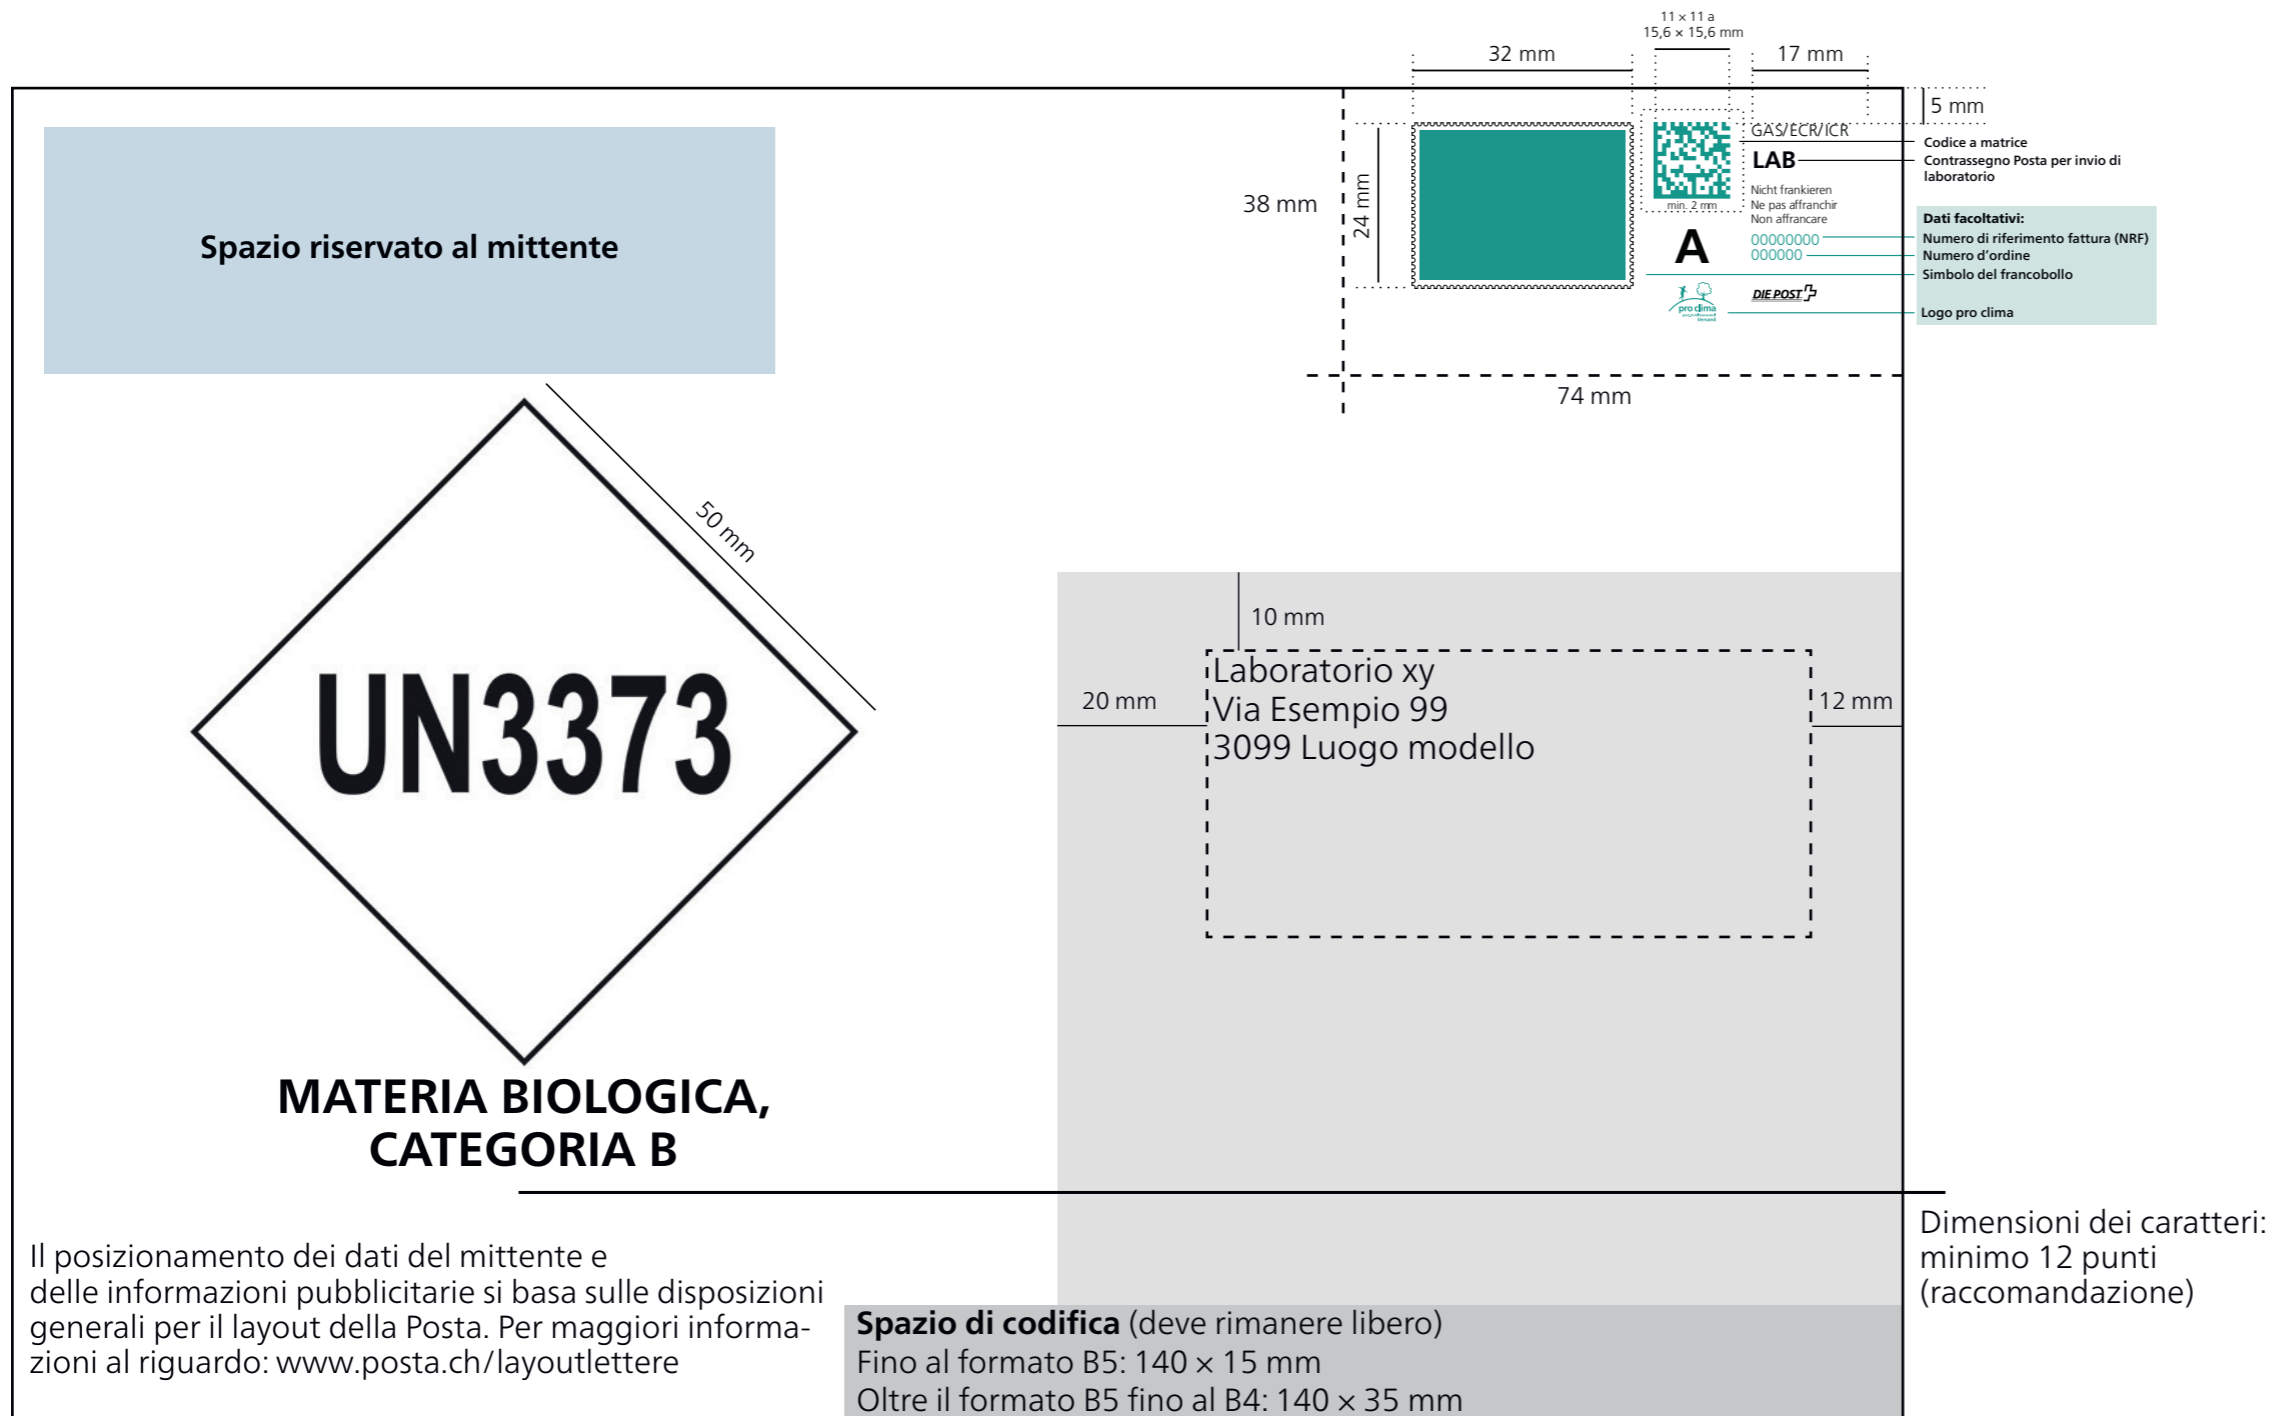 11 × 11 a
15,6 × 15,6 mm
32 mm
17 mm
5 mm
Spazio riservato al mittente
38 mm
24 mm
min. 2 mm
GAS/ECR/ICR
LAB
Nicht frankieren
Ne pas affranchir
Non affrancare
A
00000000
000000
pro clima
Versand
DIE POST
Codice a matrice
Contrassegno Posta per invio di
laboratorio
Dati facoltativi:
Numero di riferimento fattura (NRF)
Numero d’ordine
Simbolo del francobollo
Logo pro clima
74 mm
50 mm
UN3373
MATERIA BIOLOGICA,
CATEGORIA B
10 mm
20 mm
12 mm
Laboratorio xy
Via Esempio 99
3099 Luogo modello
Dimensioni dei caratteri:
minimo 12 punti
(raccomandazione)
Il posizionamento dei dati del mittente e
delle informazioni pubblicitarie si basa sulle disposizioni
generali per il layout della Posta. Per maggiori informa-
zioni al riguardo: www.posta.ch/layoutlettere
Spazio di codifica (deve rimanere libero)
Fino al formato B5: 140 × 15 mm
Oltre il formato B5 fino al B4: 140 × 35 mm